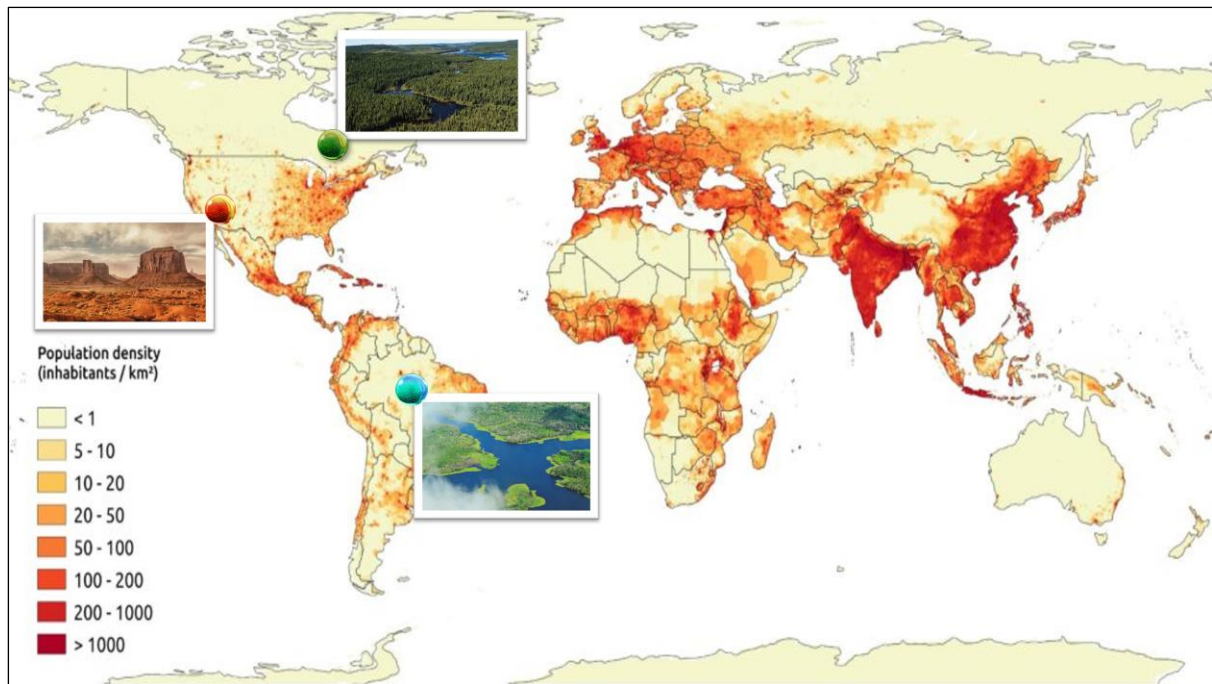 Population density
(inhabitants / km²)
< 1
5 - 10
10 - 20
20 - 50
50 - 100
100 - 200
200 - 1000
> 1000